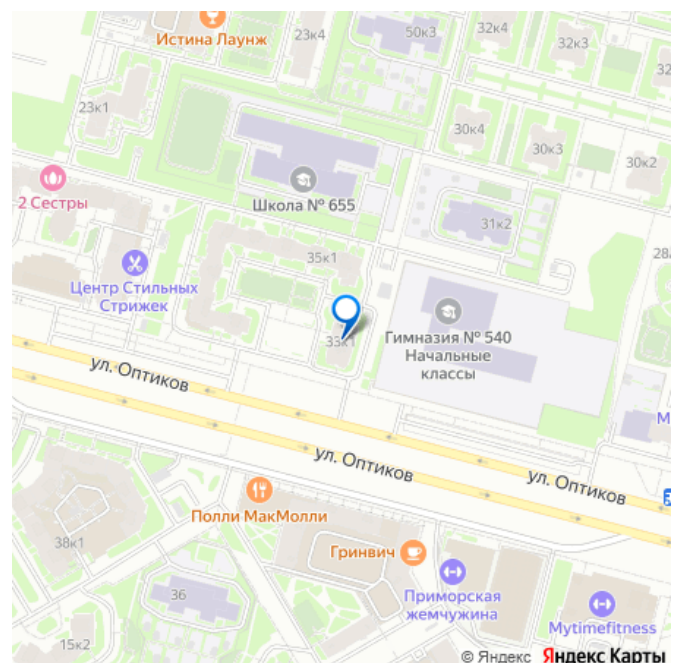 Истина Лаунж
23к4
50к3
32к4
32к3
32
23к1
30к4
30к3
30к2
2 Сестры
Школа № 655
31к2
35к1
28
Центр Стильных
Стрижек
33к1
Гимназия № 540
Начальные
классы
ул. Оптиков
М
ул. Оптиков
ул. Оптиков
Полли МакМолли
38к1
Гринвич
36
Приморская
жемчужина
Mytimefitness
15к2
© Яндекс Яндекс Карты